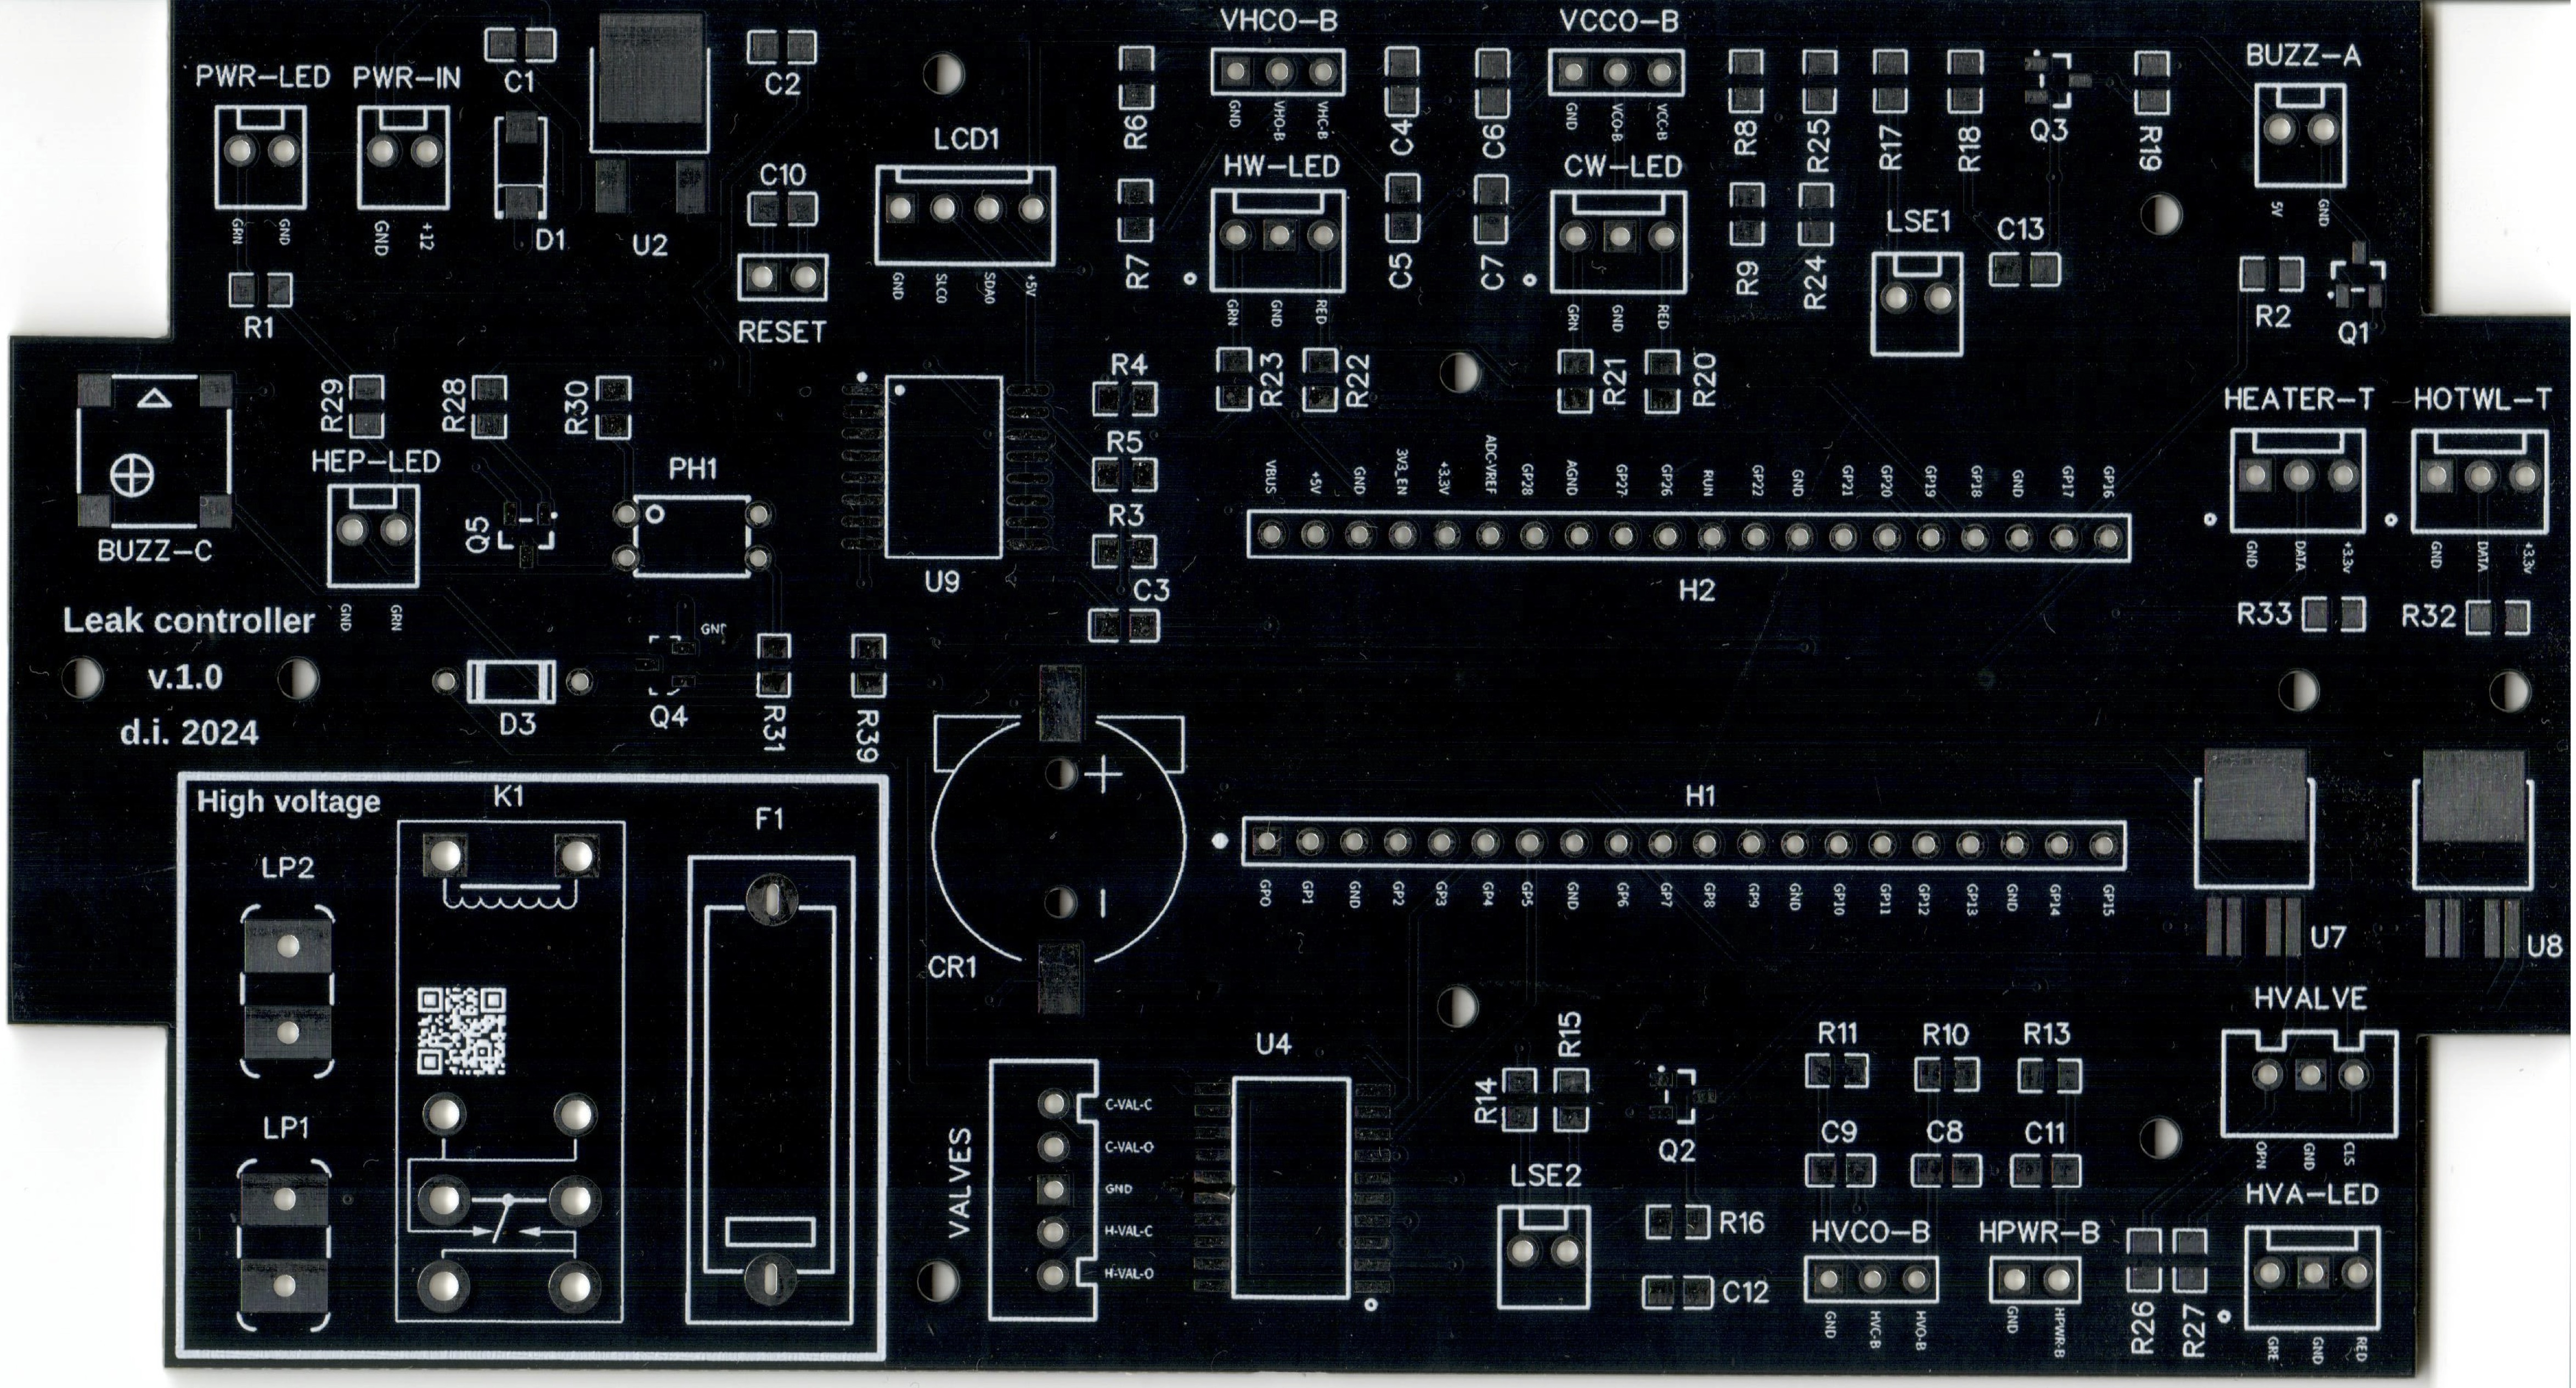 VHCO-B
VCCO-B
PWR-LED
PWR-IN
C1
C2
BUZZ-A
GND
VHO-B
VHC-B
GND
VCO-B
VCC-B
R6
C4
C6
R8
R25
R17
R18
Q3
R19
LCD1
HW-LED
CW-LED
C10
GRN
GND
GND
+12
D1
U2
5V
GND
LSE1
C13
R7
C5
C7
R9
R24
GND
SLC0
SDA0
+5V
R1
RESET
GRN
GND
RED
GRN
GND
RED
R2
Q1
R4
R23
R22
R21
R20
R29
R28
R30
HEATER-T
HOTWL-T
R5
HEP-LED
PH1
VBUS
+5V
GND
3V3_EN
+3.3V
ADC-VREF
GP28
AGND
GP27
GP26
RUN
GP22
GND
GP21
GP20
GP19
GP18
GND
GP17
GP16
R3
Q5
BUZZ-C
U9
C3
H2
GND
DATA
+3.3v
GND
DATA
+3.3v
Leak controller
GND
GRN
GND
R33
R32
v.1.0
d.i. 2024
D3
Q4
R31
R39
High voltage
K1
F1
+
H1
LP2
-
GP0
GP1
GND
GP2
GP3
GP4
GP5
GND
GP6
GP7
GP8
GP9
GND
GP10
GP11
GP12
GP13
GND
GP14
GP15
CR1
U7
U8
HVALVE
U4
R14
R15
R11
R10
R13
LP1
VALVES
C-VAL-C
C-VAL-O
GND
H-VAL-C
H-VAL-O
Q2
C9
C8
C11
OPN
GND
CLS
LSE2
HVA-LED
R16
HVCO-B
HPWR-B
C12
GND
HVC-B
HVO-B
GND
HPWR-B
R26
R27
GRE
GND
RED